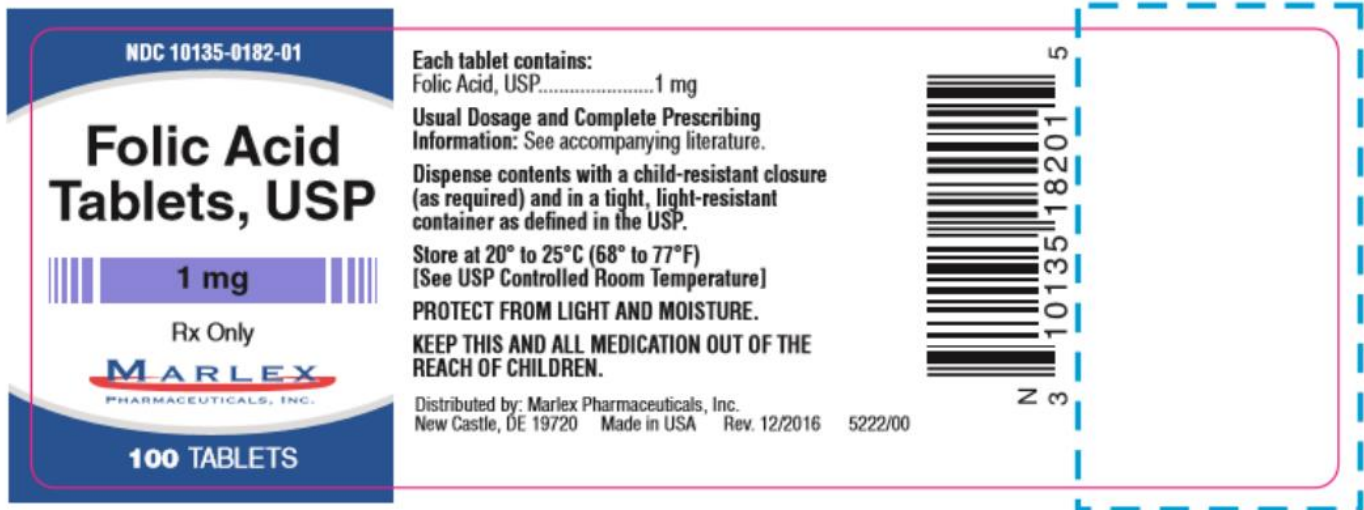 NDC 10135-0182-01
Folic Acid
Tablets, USP
1 mg
Rx Only
MARLEX
PHARMACEUTICALS, INC.
100 TABLETS
Each tablet contains:
Folic Acid, USP......................1 mg
Usual Dosage and Complete Prescribing
Information: See accompanying literature.
Dispense contents with a child-resistant closure
(as required) and in a tight, light-resistant
container as defined in the USP.
Store at 20° to 25°C (68° to 77°F)
[See USP Controlled Room Temperature]
PROTECT FROM LIGHT AND MOISTURE.
KEEP THIS AND ALL MEDICATION OUT OF THE
REACH OF CHILDREN.
Distributed by: Marlex Pharmaceuticals, Inc.
New Castle, DE 19720 Made in USA Rev. 12/2016 5222/00
N 3 10135 18201 5